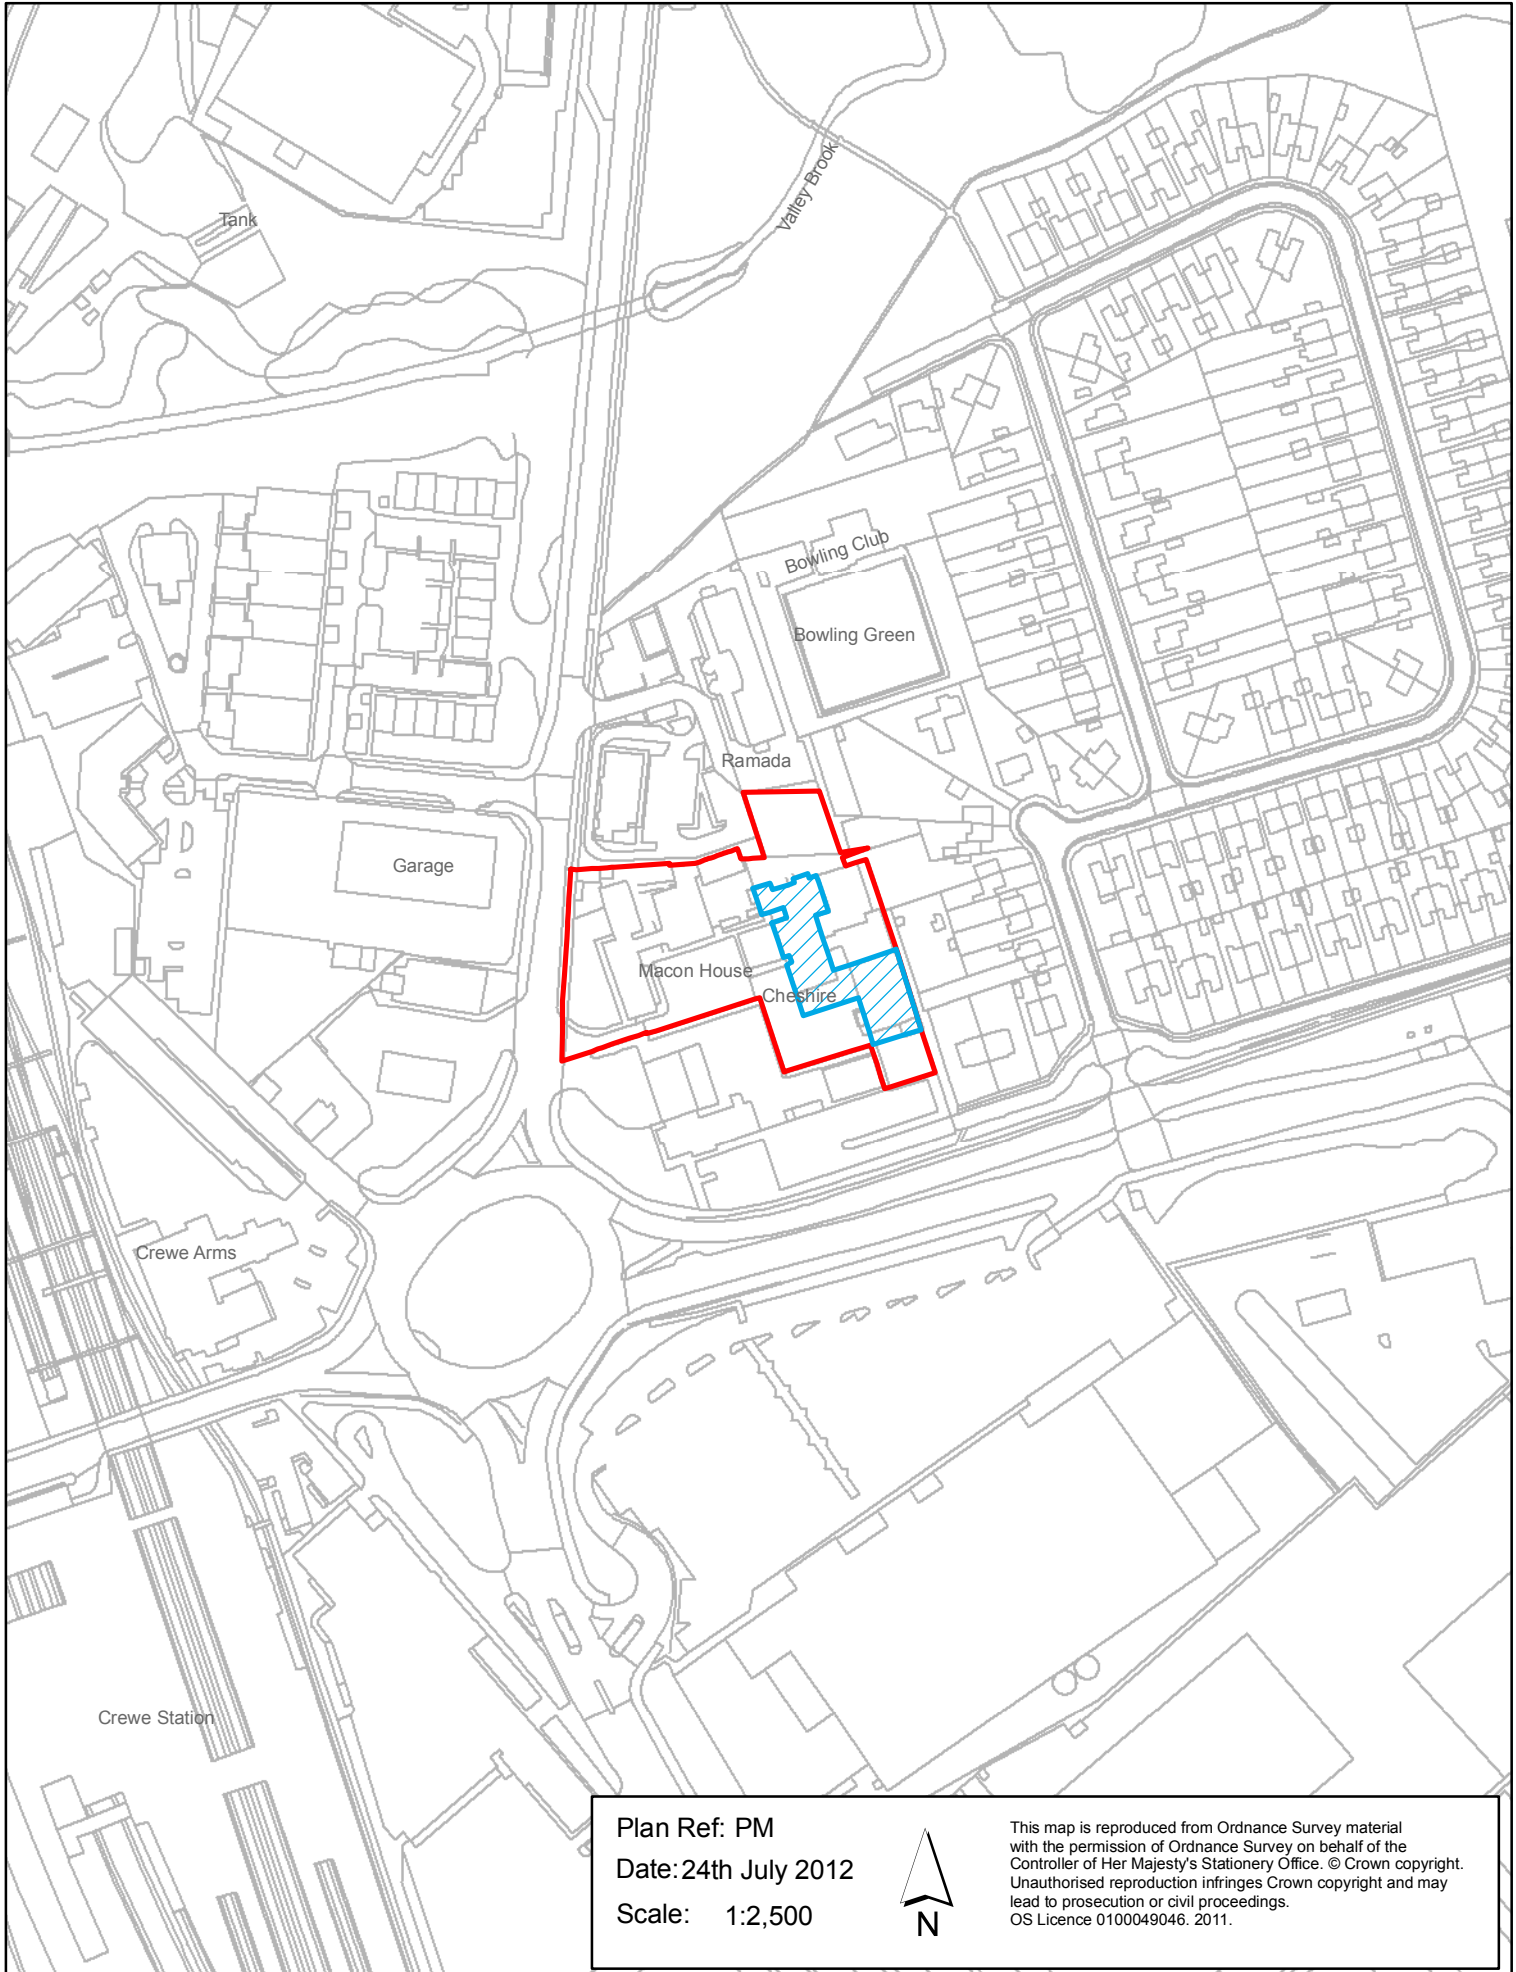 Tank
Valley Brook
Bowling Club
Bowling Green
Ramada
Garage
Macon House
Cheshire
Crewe Arms
Crewe Station
Plan Ref: PM
Date: 24th July 2012
Scale: 1:2,500
N
This map is reproduced from Ordnance Survey material
with the permission of Ordnance Survey on behalf of the
Controller of Her Majesty's Stationery Office. © Crown copyright.
Unauthorised reproduction infringes Crown copyright and may
lead to prosecution or civil proceedings.
OS Licence 0100049046. 2011.